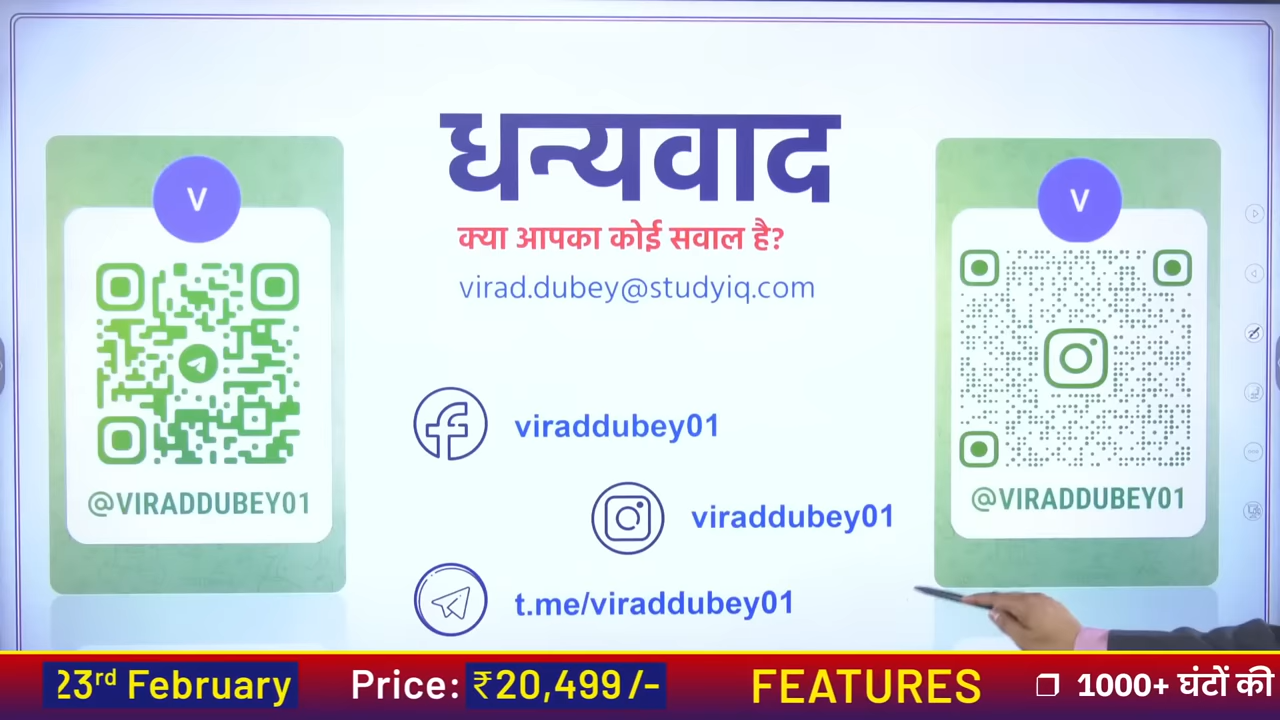 धन्यवाद
क्या आपका कोई सवाल है?
virad.dubey@studyiq.com
V
@VIRADDUBEY01
V
@VIRADDUBEY01
viraddubey01
viraddubey01
t.me/viraddubey01
23rd February Price: ₹20,499/- FEATURES ❐ 1000+ घंटों की